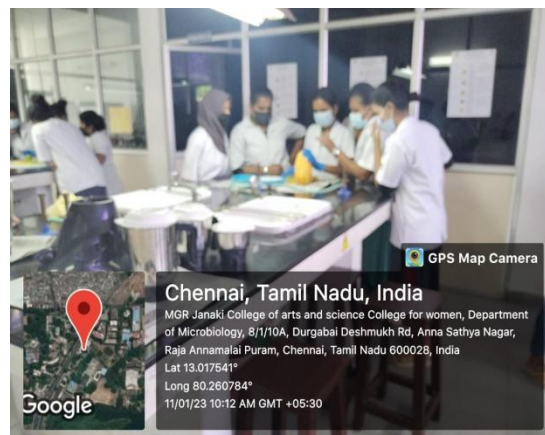 GPS Map Camera
Chennai, Tamil Nadu, India
MGR Janaki College of arts and science College for women, Department
of Microbiology, 8/1/10A, Durgabai Deshmukh Rd, Anna Sathya Nagar,
Raja Annamalai Puram, Chennai, Tamil Nadu 600028, India
Lat 13.017541°
Long 80.260784°
11/01/23 10:12 AM GMT +05:30
Google